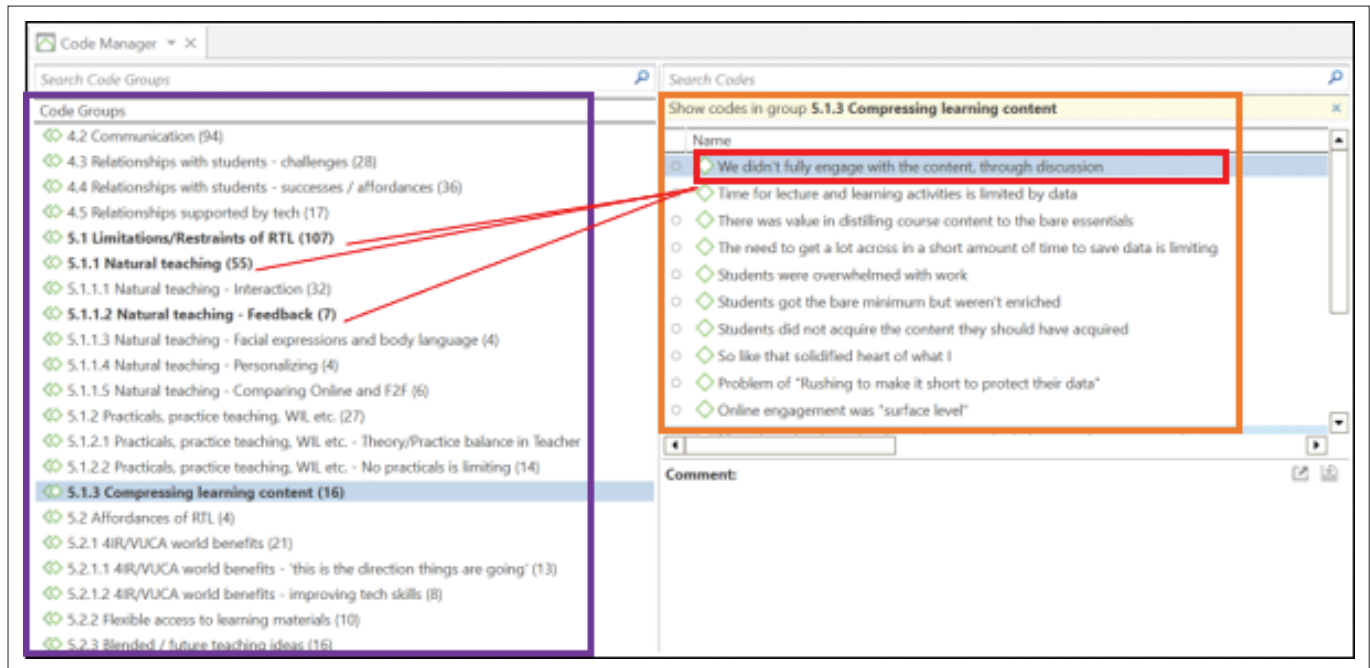 Code Manager
Search Code Groups
Code Groups
4.2 Communication (94)
4.3 Relationships with students - challenges (28)
4.4 Relationships with students - successes / affordances (36)
4.5 Relationships supported by tech (17)
5.1 Limitations/Restraints of RTL (107)
5.1.1 Natural teaching (55)
5.1.1.1 Natural teaching - Interaction (32)
5.1.1.2 Natural teaching - Feedback (7)
5.1.1.3 Natural teaching - Facial expressions and body language (4)
5.1.1.4 Natural teaching - Personalizing (4)
5.1.1.5 Natural teaching - Comparing Online and F2F (6)
5.1.2 Practicals, practice teaching, WIL etc. (27)
5.1.2.1 Practicals, practice teaching, WIL etc. - Theory/Practice balance in Teacher
5.1.2.2 Practicals, practice teaching, WIL etc. - No practicals is limiting (14)
5.1.3 Compressing learning content (16)
5.2 Affordances of RTL (4)
5.2.1 4IR/VUCA world benefits (21)
5.2.1.1 4IR/VUCA world benefits - 'this is the direction things are going' (13)
5.2.1.2 4IR/VUCA world benefits - improving tech skills (8)
5.2.2 Flexible access to learning materials (10)
5.2.3 Blended / future teaching ideas (16)
Search Codes
Show codes in group 5.1.3 Compressing learning content
Name
We didn't fully engage with the content, through discussion
Time for lecture and learning activities is limited by data
There was value in distilling course content to the bare essentials
The need to get a lot across in a short amount of time to save data is limiting
Students were overwhelmed with work
Students got the bare minimum but weren't enriched
Students did not acquire the content they should have acquired
So like that solidified heart of what I
Problem of "Rushing to make it short to protect their data"
Online engagement was "surface level"
Comment: